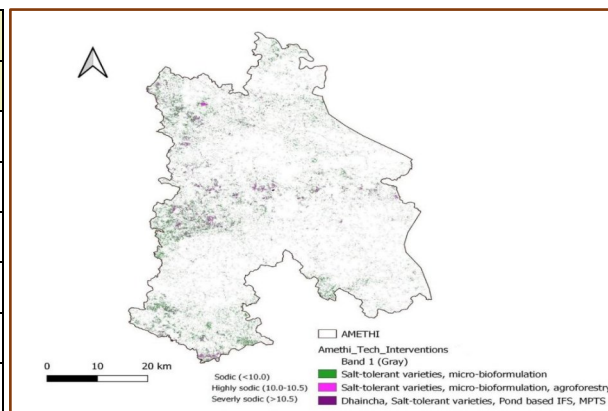 AMETHI
Amethi_Tech_Interventions
Band 1 (Gray)
0 10 20 km
Sodic (<10.0) Salt-tolerant varieties, micro-bioformulation
Highly sodic (10.0-10.5) Salt-tolerant varieties, micro-bioformulation, agroforestry
Severly sodic (>10.5) Dhaincha, Salt-tolerant varieties, Pond based IFS, MPTS